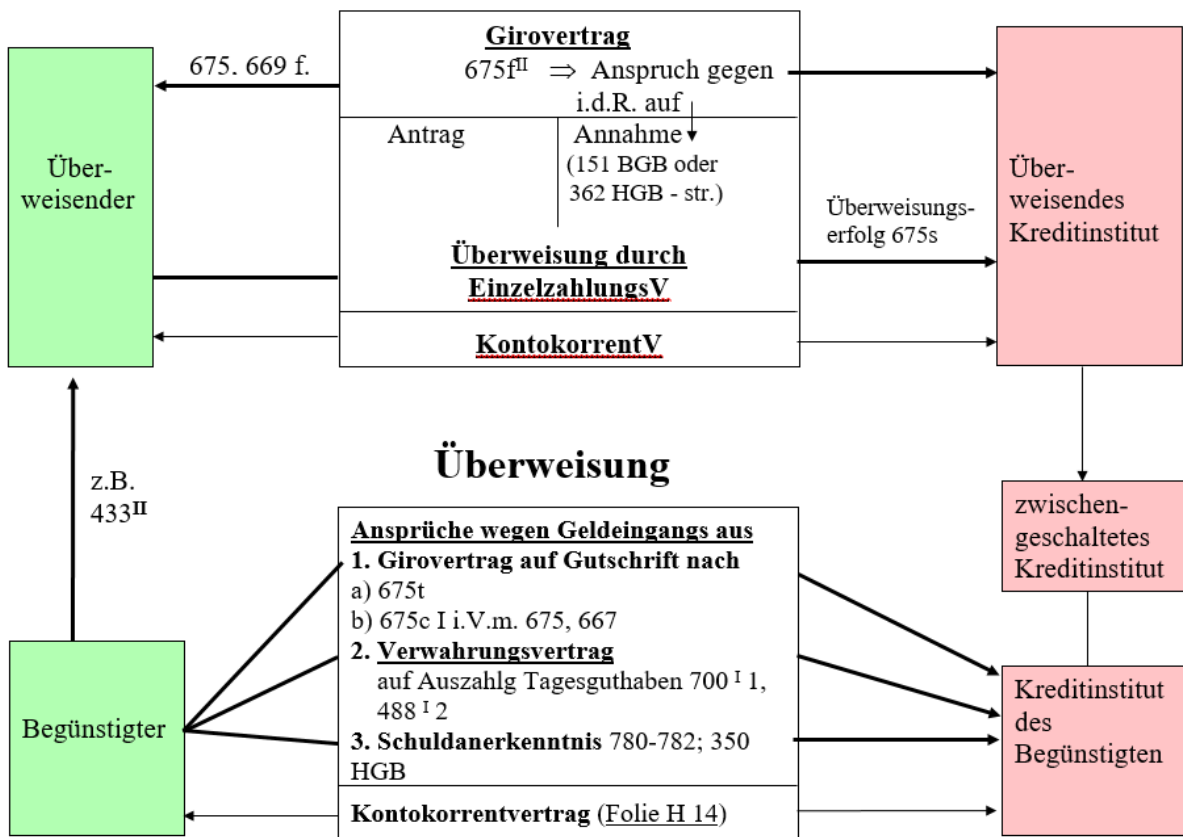 Girovertrag
675. 669 f.
675f II ⇒ Anspruch gegen
i.d.R. auf
Antrag
Annahme
(151 BGB oder
362 HGB - str.)
Über-
weisender
Über-
weisendes
Kreditinstitut
Überweisungs-
erfolg 675s
Überweisung durch
EinzelzahlungsV
KontokorrentV
Überweisung
z.B.
433 II
zwischen-
geschaltetes
Kreditinstitut
Ansprüche wegen Geldeingangs aus
1. Girovertrag auf Gutschrift nach
a) 675t
b) 675c I i.V.m. 675, 667
2. Verwahrungsvertrag
auf Auszahlg Tagesguthaben 700 I 1,
488 I 2
3. Schuldanerkenntnis 780-782; 350
HGB
Kontokorrentvertrag (Folie H 14)
Begünstigter
Kreditinstitut
des
Begünstigten